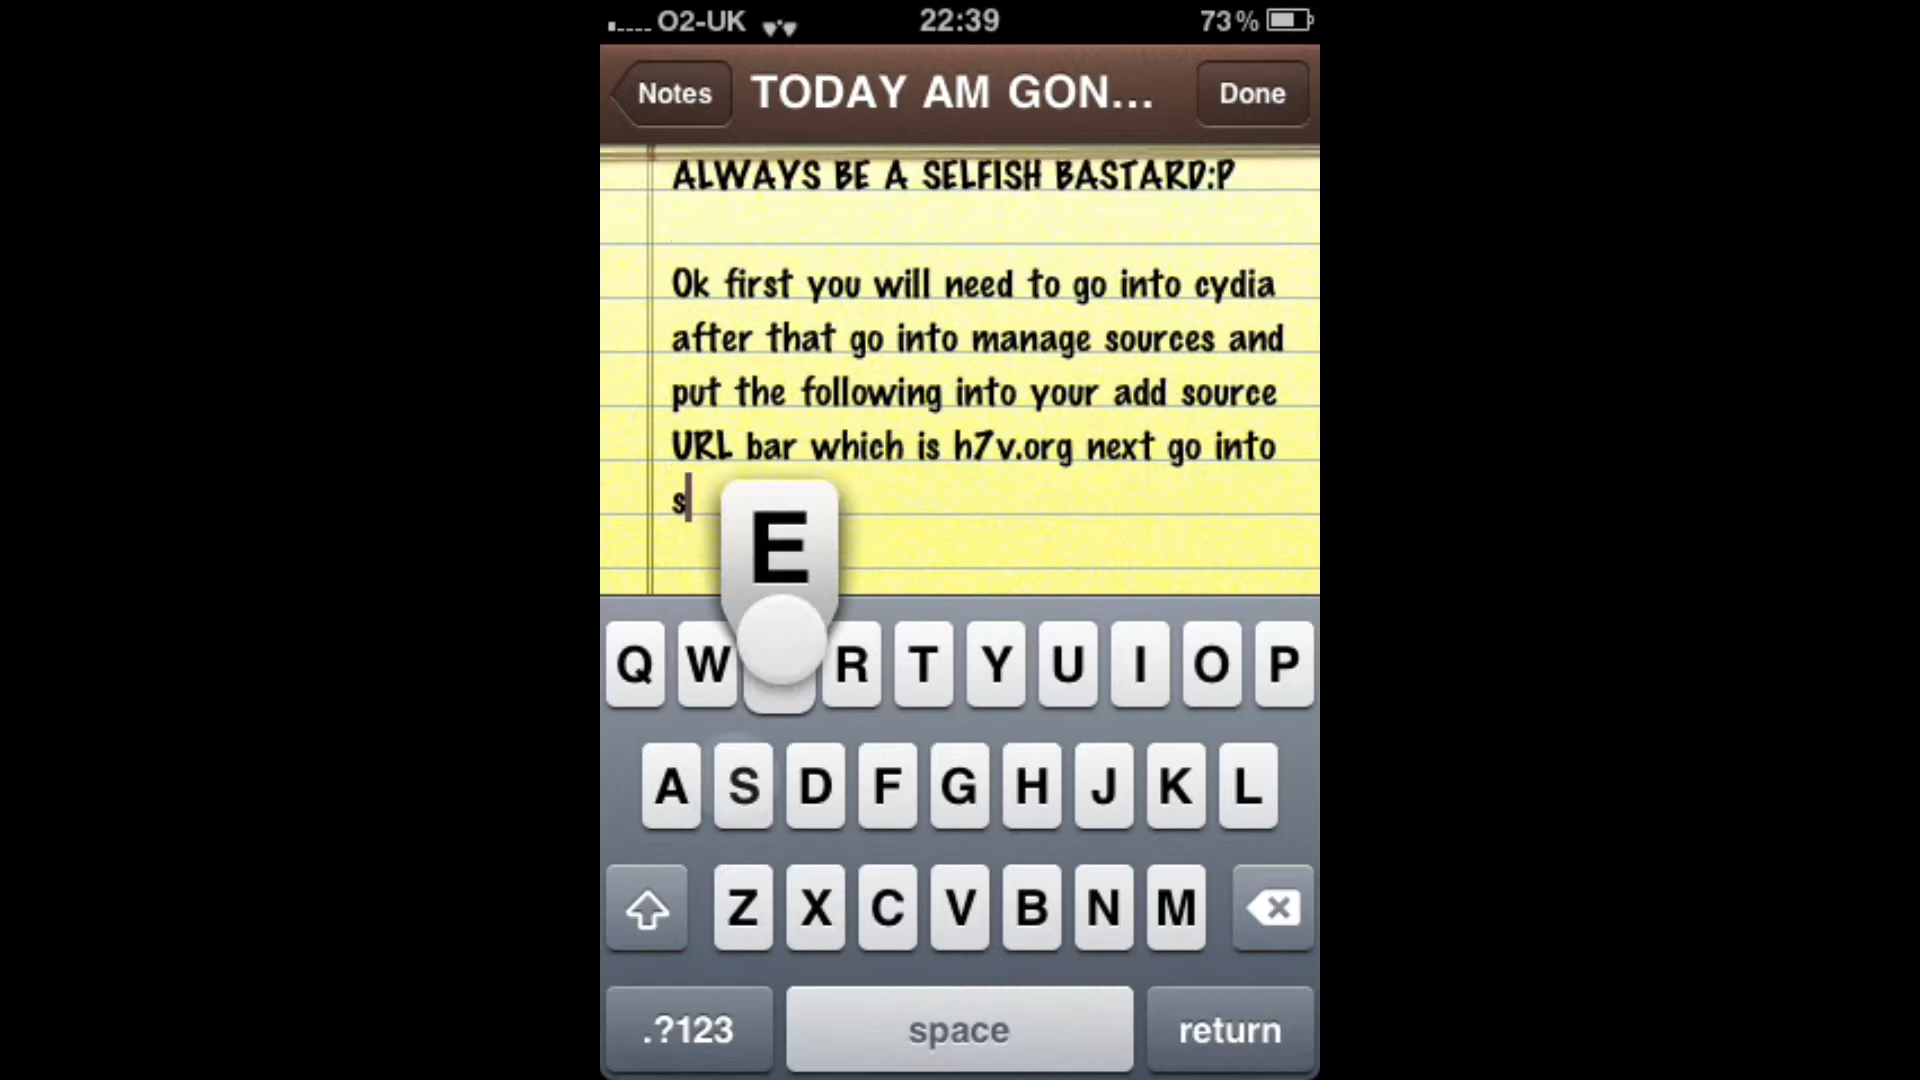 O2-UK 22:39 73%
Notes TODAY AM GON... Done
ALWAYS BE A SELFISH BASTARD:P
Ok first you will need to go into cydia
after that go into manage sources and
put the following into your add source
URL bar which is h7v.org next go into
s
E
Q W R T Y U I O P
A S D F G H J K L
Z X C V B N M
.?123 space return